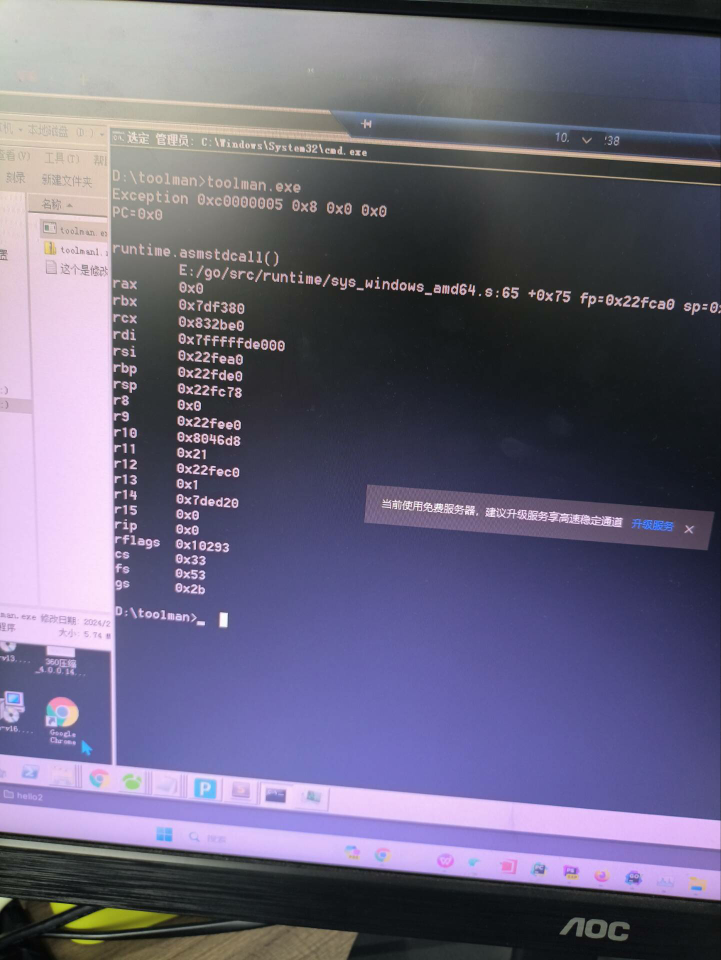 10.
:38
本地磁盘 (D:)
选定 管理员: C:\Windows\System32\cmd.exe
查看(V) 工具(T)
刻录 新建文件夹
名称
D:\toolman>toolman.exe
Exception 0xc0000005 0x8 0x0 0x0
PC=0x0
runtime.asmstdcall()
E:/go/src/runtime/sys_windows_amd64.s:65 +0x75 fp=0x22fca0 sp=0x
rax 0x0
rbx 0x7df380
rcx 0x832be0
rdi 0x7fffffde000
rsi 0x22fea0
rbp 0x22fde0
rsp 0x22fc78
r8 0x0
r9 0x22fee0
r10 0x8046d8
r11 0x21
r12 0x22fec0
r13 0x1
r14 0x7ded20
r15 0x0
rip 0x0
rflags 0x10293
cs 0x33
fs 0x53
gs 0x2b
D:\toolman>_
toolman
toolman1.
这个是修改
当前使用免费服务器，建议升级服务享高速稳定通道 升级服务
man.exe 修改日期: 2024/2
大小: 5.74 M
360压缩
_4.0.0.14...
Google
Chrome
hello2
搜索
AOC